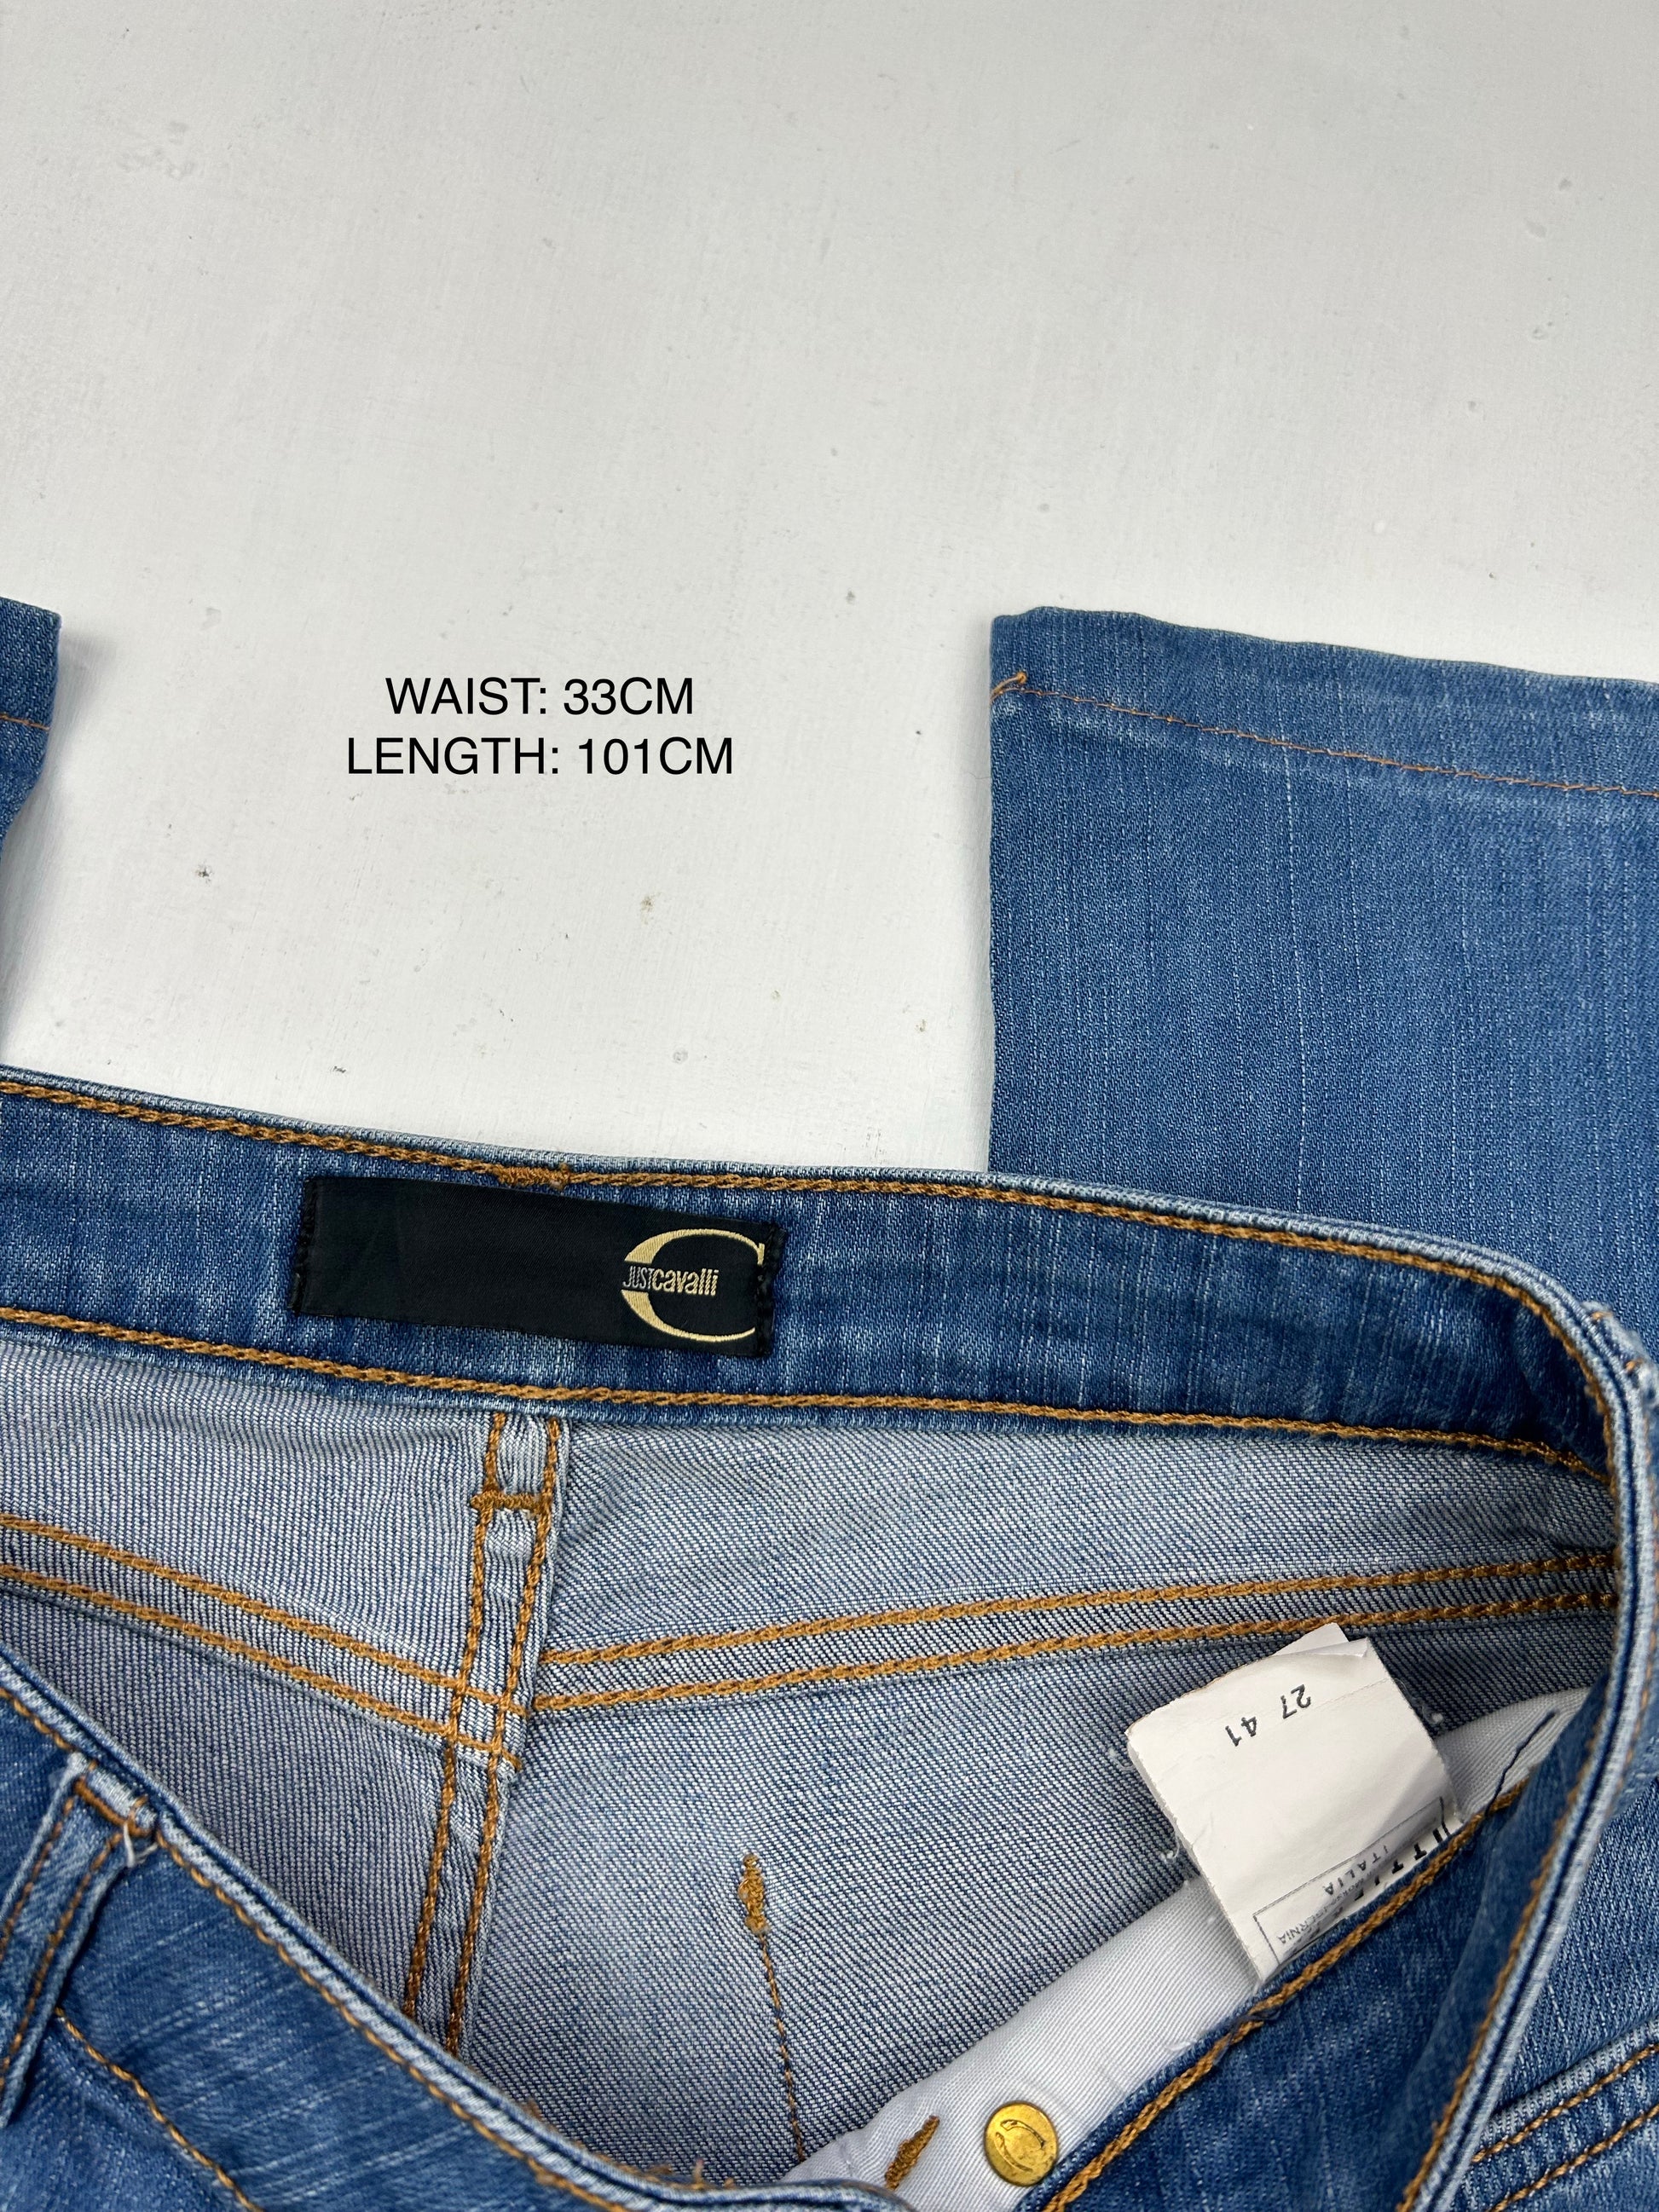 WAIST: 33CM
LENGTH: 101CM
JUSTcavalli
27 41
ITALIA